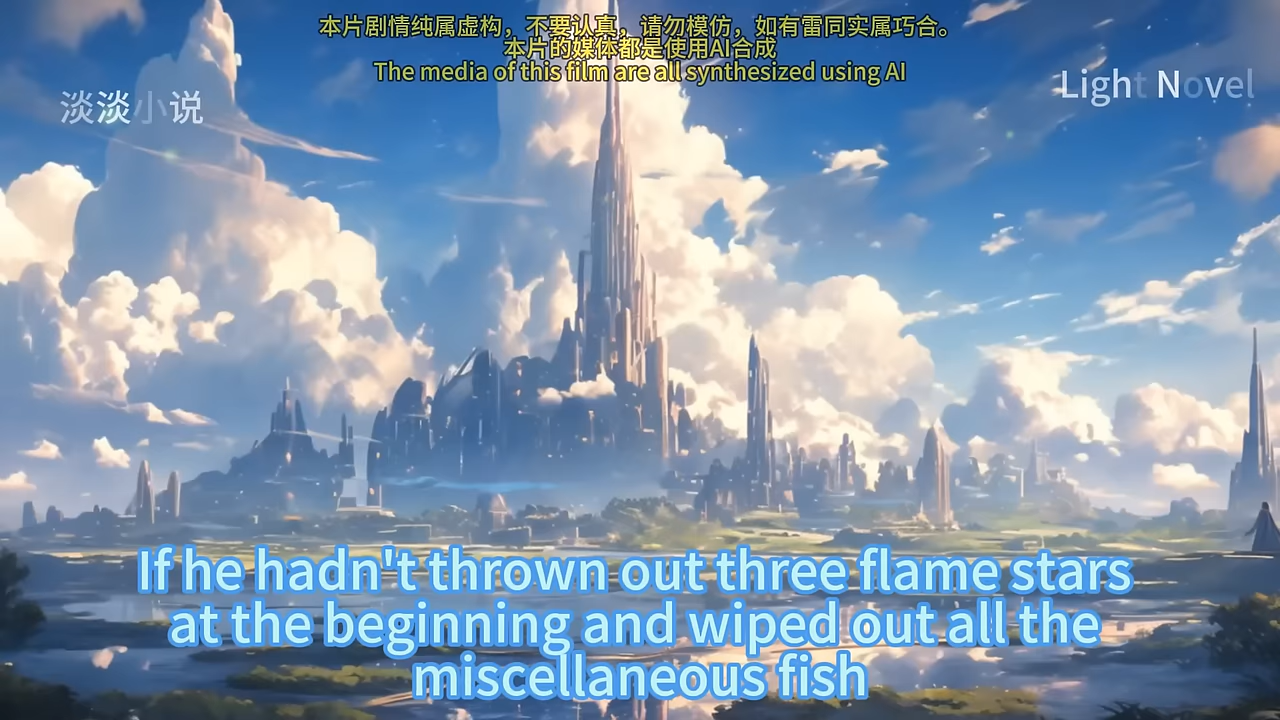 本片剧情纯属虚构，不要认真，请勿模仿，如有雷同实属巧合。
本片的媒体都是使用AI合成
The media of this film are all synthesized using AI
淡淡小说
Light Novel
If he hadn't thrown out three flame stars
at the beginning and wiped out all the
miscellaneous fish